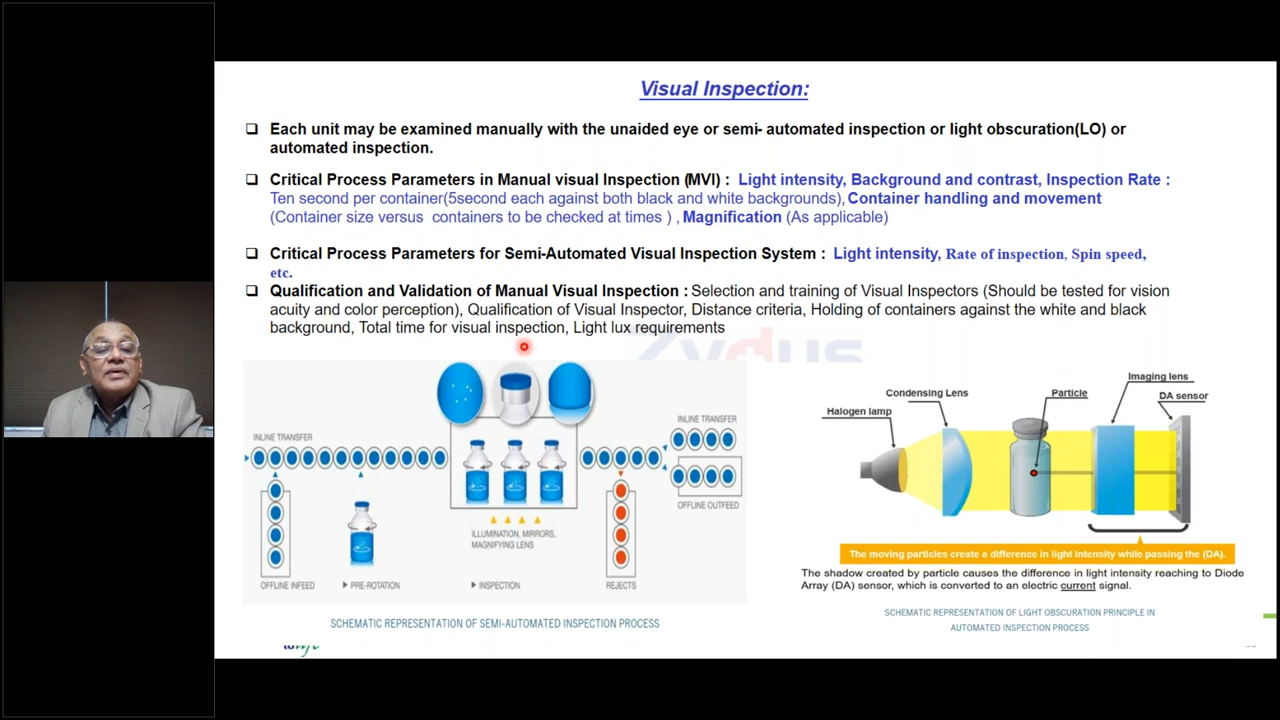 Visual Inspection:
❑ Each unit may be examined manually with the unaided eye or semi- automated inspection or light obscuration(LO) or
automated inspection.
❑ Critical Process Parameters in Manual visual Inspection (MVI) : Light intensity, Background and contrast, Inspection Rate :
Ten second per container(5second each against both black and white backgrounds), Container handling and movement
(Container size versus containers to be checked at times ) , Magnification (As applicable)
❑ Critical Process Parameters for Semi-Automated Visual Inspection System : Light intensity, Rate of inspection, Spin speed,
etc.
❑ Qualification and Validation of Manual Visual Inspection : Selection and training of Visual Inspectors (Should be tested for vision
acuity and color perception), Qualification of Visual Inspector, Distance criteria, Holding of containers against the white and black
background, Total time for visual inspection, Light lux requirements
Zydus
INLINE TRANSFER
OFFLINE INFEED
PRE-ROTATION
ILLUMINATION, MIRRORS,
MAGNIFYING LENS
INSPECTION
REJECTS
INLINE TRANSFER
OFFLINE OUTFEED
SCHEMATIC REPRESENTATION OF SEMI-AUTOMATED INSPECTION PROCESS
Halogen lamp
Condensing Lens
Particle
Imaging lens
DA sensor
The moving particles create a difference in light intensity while passing the (DA).
The shadow created by particle causes the difference in light intensity reaching to Diode
Array (DA) sensor, which is converted to an electric current signal.
SCHEMATIC REPRESENTATION OF LIGHT OBSCURATION PRINCIPLE IN
AUTOMATED INSPECTION PROCESS